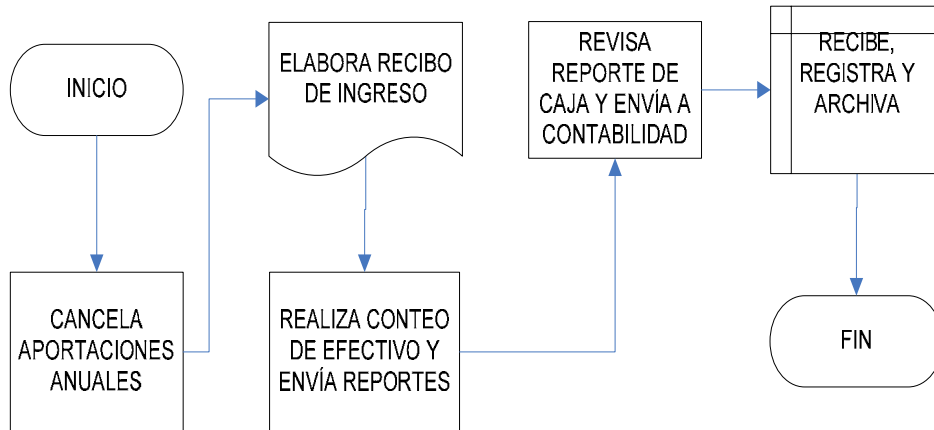 INICIO
CANCELA
APORTACIONES
ANUALES
ELABORA RECIBO
DE INGRESO
REALIZA CONTEO
DE EFECTIVO Y
ENVÍA REPORTES
REVISA
REPORTE DE
CAJA Y ENVÍA A
CONTABILIDAD
RECIBE,
REGISTRA Y
ARCHIVA
FIN